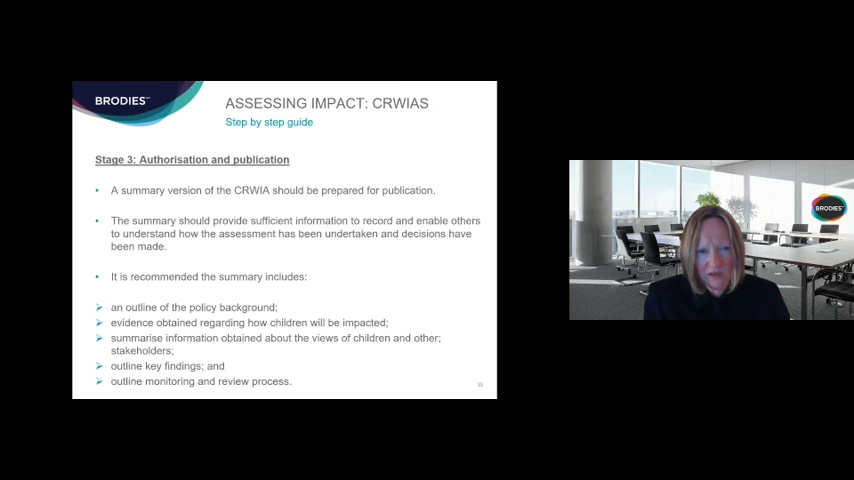 BRODIES LLP
ASSESSING IMPACT: CRWIAS
Step by step guide
Stage 3: Authorisation and publication
• A summary version of the CRWIA should be prepared for publication.
• The summary should provide sufficient information to record and enable others
to understand how the assessment has been undertaken and decisions have
been made.
• It is recommended the summary includes:
➢ an outline of the policy background;
➢ evidence obtained regarding how children will be impacted;
➢ summarise information obtained about the views of children and other;
stakeholders;
➢ outline key findings; and
➢ outline monitoring and review process.
BRODIES